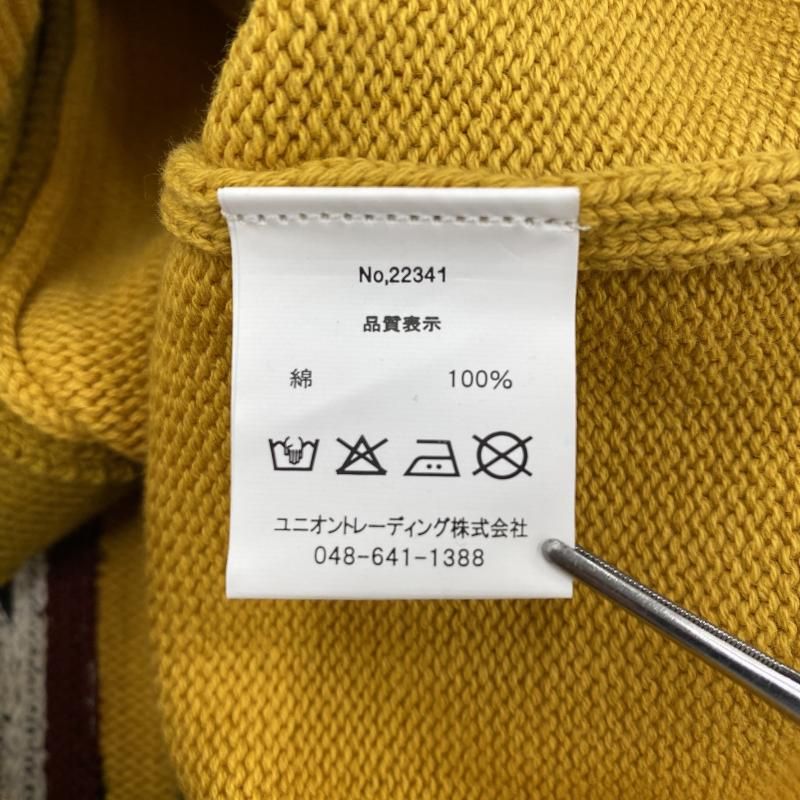 No,22341
品質表示
綿 100%
ユニオントレーディング株式会社
048-641-1388